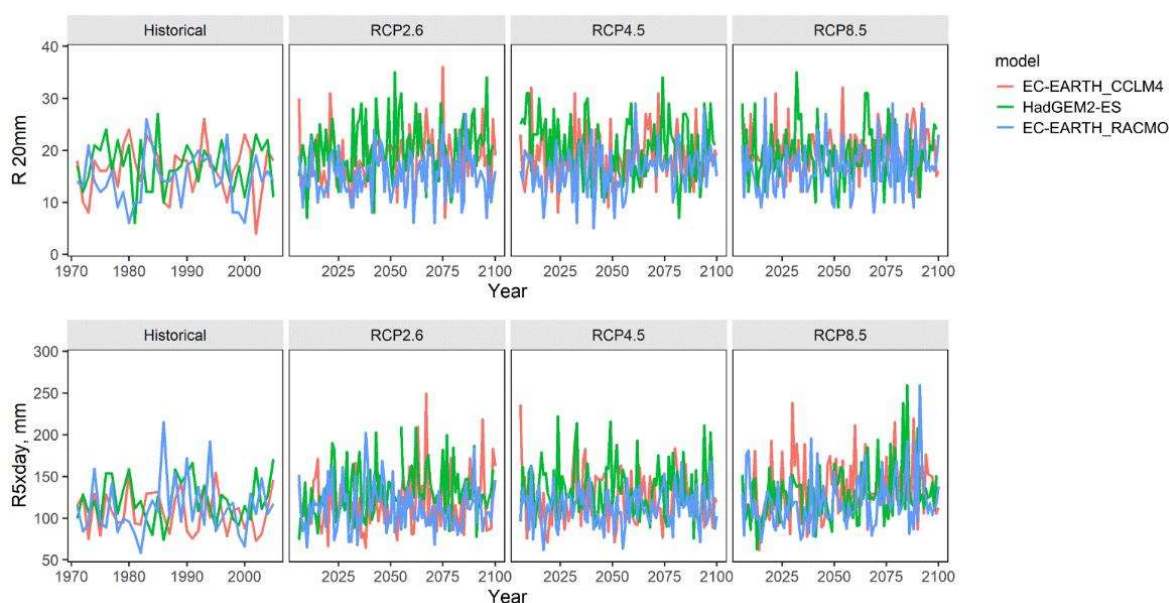 Historical RCP2.6 RCP4.5 RCP8.5
R 20mm
40
30
20
10
0
1970 1980 1990 2000 2025 2050 2075 2100 2025 2050 2075 2100 2025 2050 2075 2100
Year
model
EC-EARTH_CCLM4
HadGEM2-ES
EC-EARTH_RACMO
Historical RCP2.6 RCP4.5 RCP8.5
R5xday, mm
300
250
200
150
100
50
1970 1980 1990 2000 2025 2050 2075 2100 2025 2050 2075 2100 2025 2050 2075 2100
Year